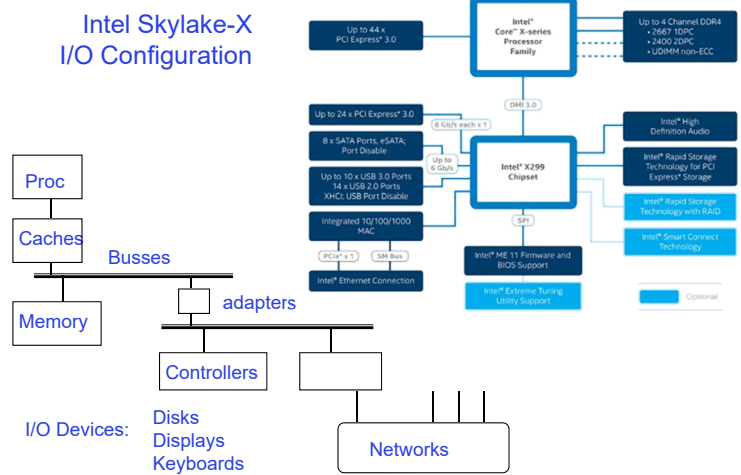 Intel Skylake-X
I/O Configuration
Up to 44 x
PCI Express* 3.0
Intel®
Core™ X-series
Processor
Family
Up to 4 Channel DDR4
• 2667 1DPC
• 2400 2DPC
• UDIMM non-ECC
DMI 3.0
Up to 24 x PCI Express* 3.0
8 Gb/s each x 1
8 x SATA Ports, eSATA;
Port Disable
Up to
6 Gb/s
Up to 10 x USB 3.0 Ports
14 x USB 2.0 Ports
XHCI; USB Port Disable
Integrated 10/100/1000
MAC
PCIe* x 1
SM Bus
Intel® Ethernet Connection
Intel® X299
Chipset
SPI
Intel® ME 11 Firmware and
BIOS Support
Intel® Extreme Tuning
Utility Support
Intel® High
Definition Audio
Intel® Rapid Storage
Technology for PCI
Express* Storage
Intel® Rapid Storage
Technology with RAID
Intel® Smart Connect
Technology
Optional
Proc
Caches
Busses
Memory
adapters
Controllers
I/O Devices:
Disks
Displays
Keyboards
Networks